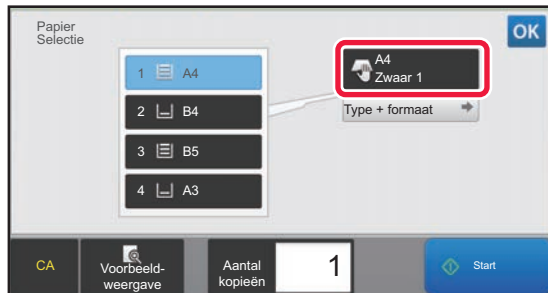 Papier
Selectie
OK
1 A4
2 B4
3 B5
4 A3
A4
Zwaar 1
Type + formaat
CA
Voorbeeld-
weergave
Aantal
kopieën
1
Start